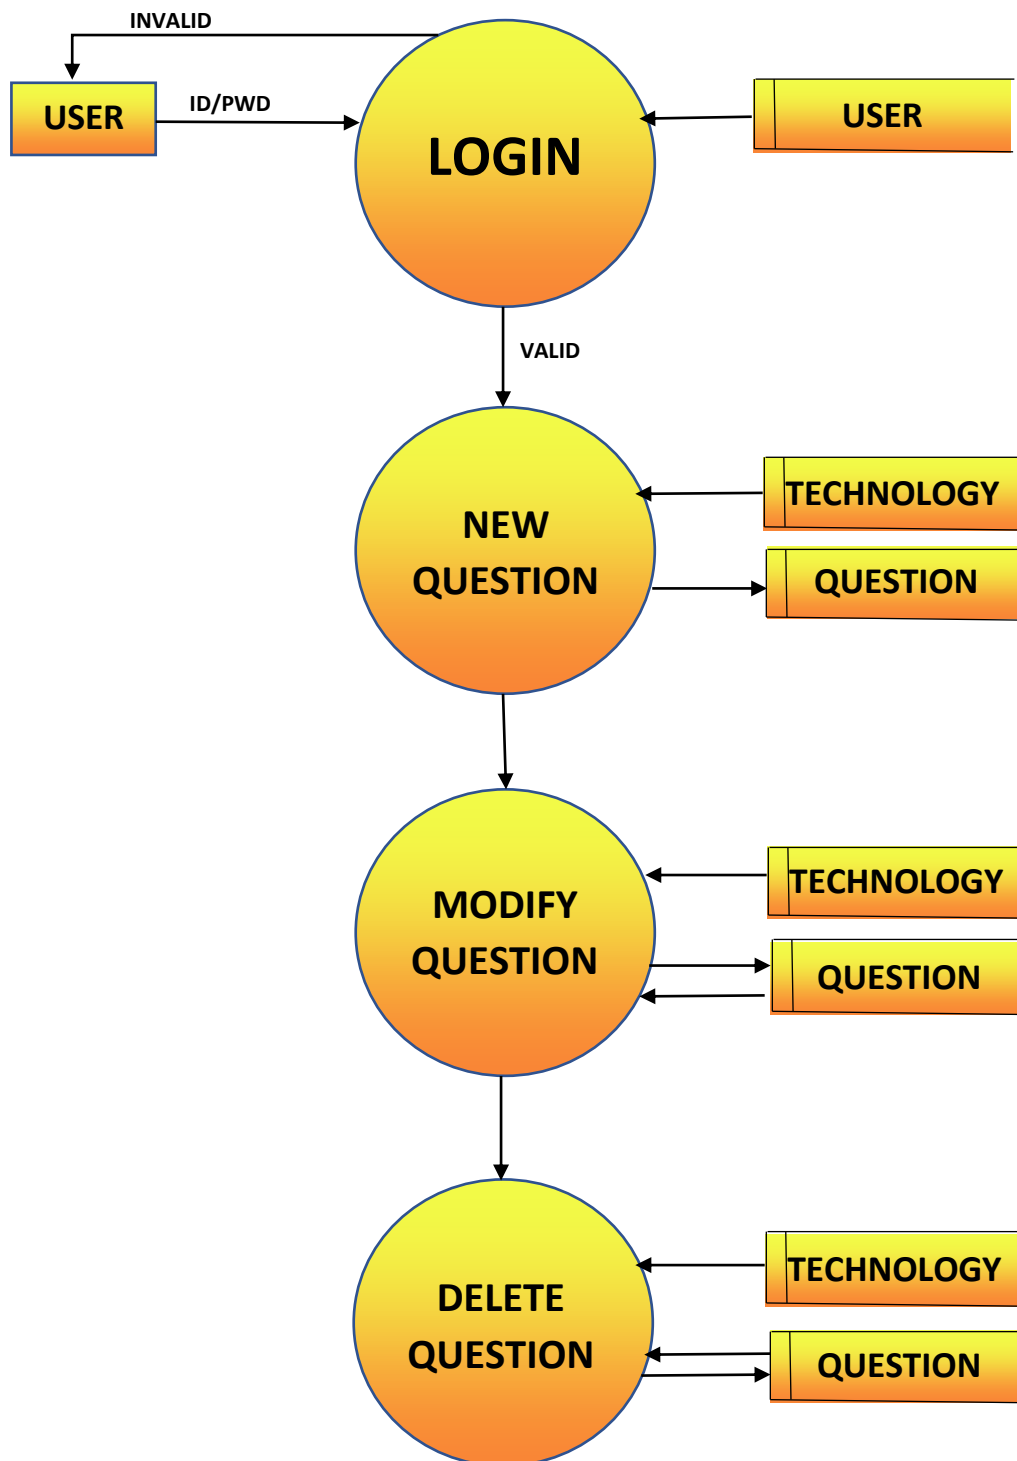 INVALID
USER
ID/PWD
LOGIN
USER
VALID
NEW
QUESTION
TECHNOLOGY
QUESTION
MODIFY
QUESTION
TECHNOLOGY
QUESTION
DELETE
QUESTION
TECHNOLOGY
QUESTION